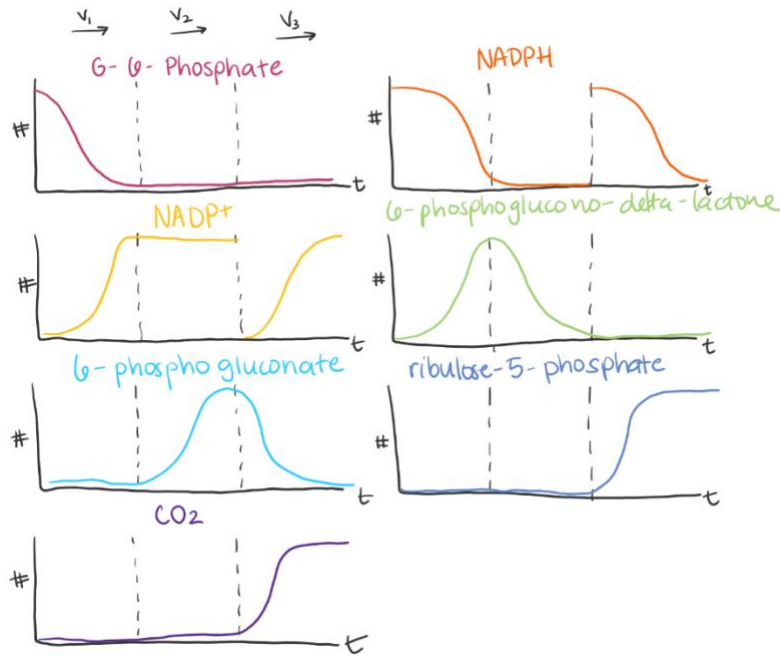 V₁ V₂ V₃
G-6-Phosphate
#
t
NADPH
#
t
NADP+
#
t
6-phosphoglucono-delta-lactone
#
t
6-phosphogluconate
#
t
ribulose-5-phosphate
#
t
CO2
#
t